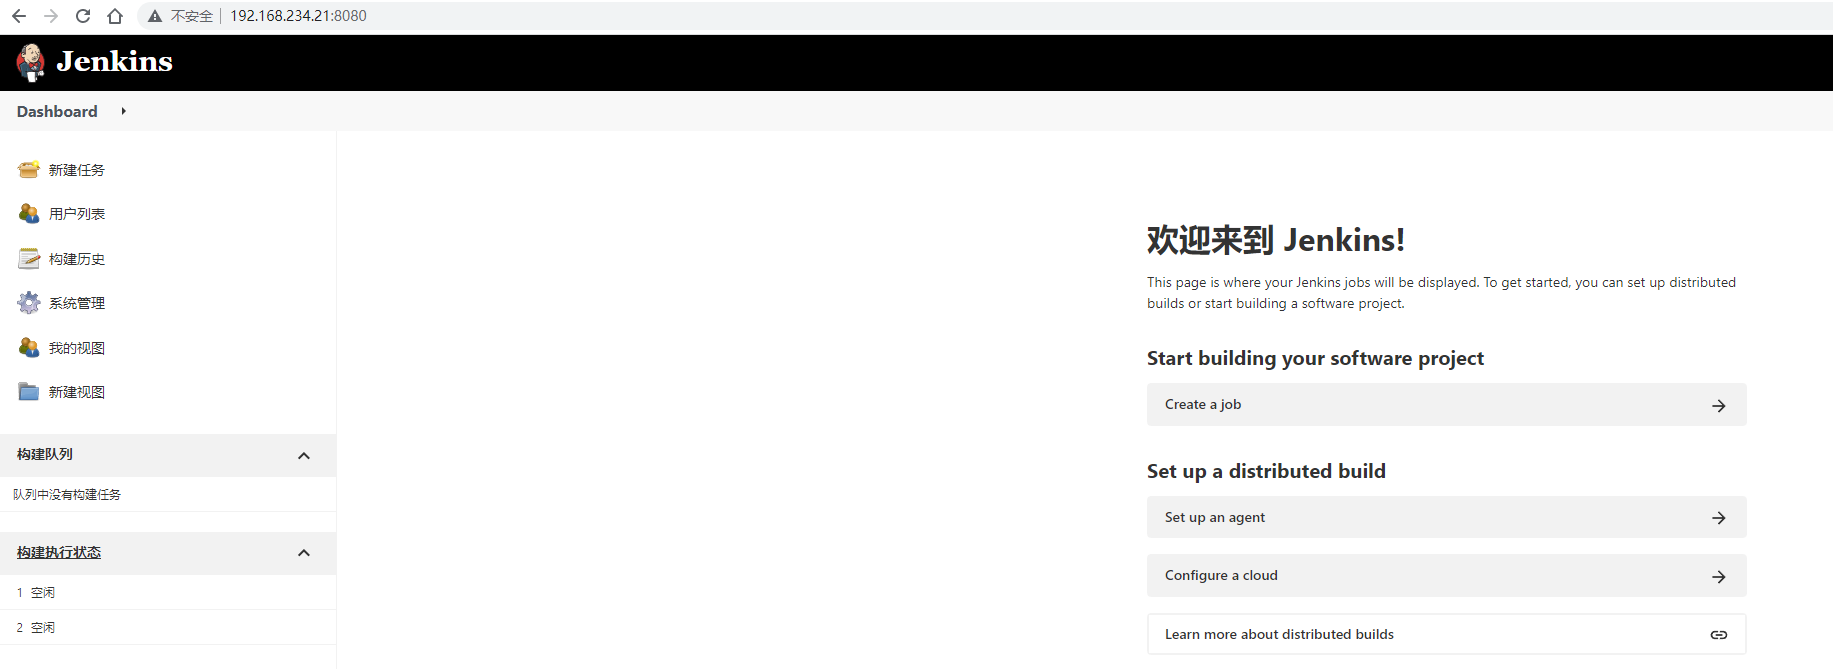 不安全 | 192.168.234.21:8080
Jenkins
Dashboard
新建任务
用户列表
构建历史
系统管理
我的视图
新建视图
构建队列
队列中没有构建任务
构建执行状态
1 空闲
2 空闲
欢迎来到 Jenkins!
This page is where your Jenkins jobs will be displayed. To get started, you can set up distributed
builds or start building a software project.
Start building your software project
Create a job
Set up a distributed build
Set up an agent
Configure a cloud
Learn more about distributed builds